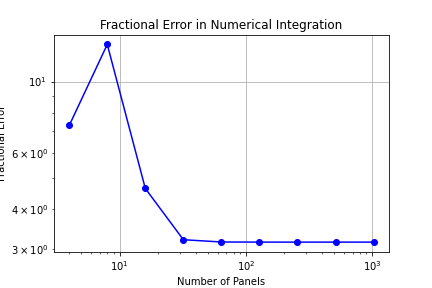 Fractional Error in Numerical Integration
Fractional Error
10¹
6 × 10⁰
4 × 10⁰
3 × 10⁰
10¹ 10² 10³
Number of Panels